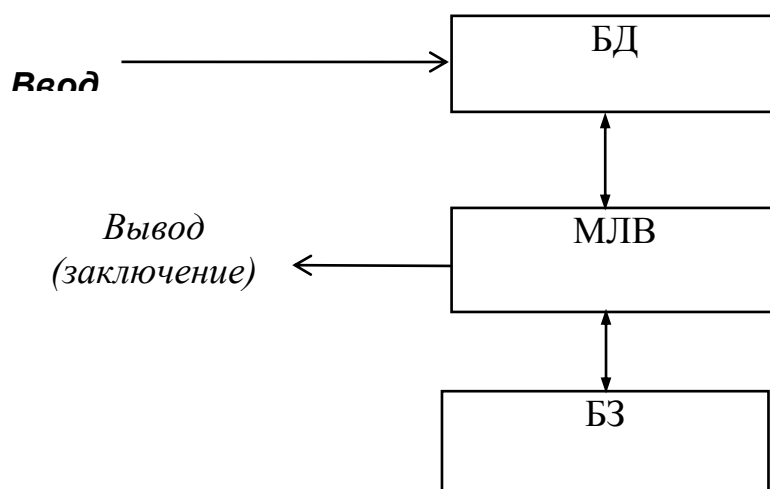 БД
Ввод
МЛВ
Вывод
(заключение)
БЗ